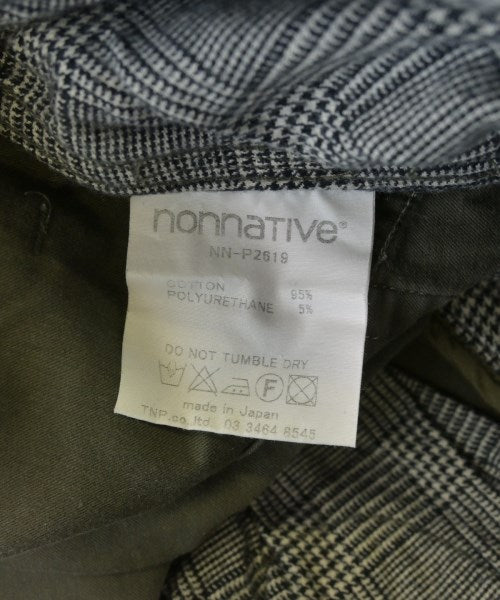 nonnative®
NN-P2619
COTTON 95%
POLYURETHANE 5%
DO NOT TUMBLE DRY
F
made in Japan
TNP.co.,ltd. 03 3464 8545